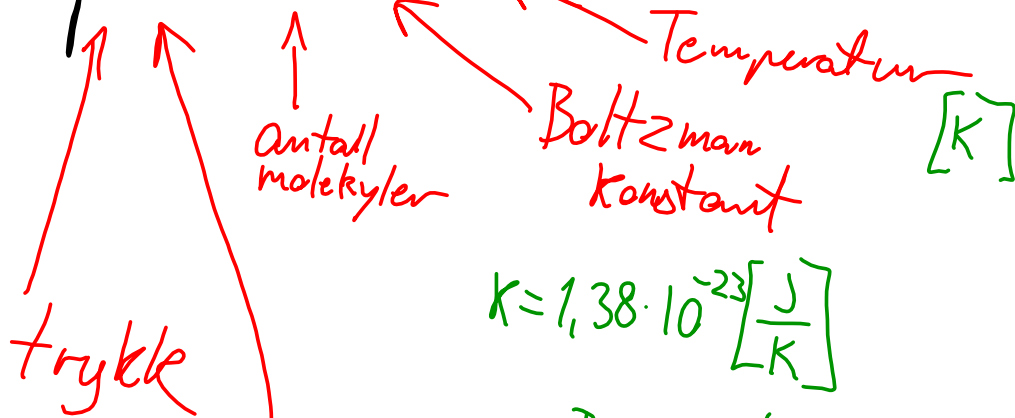 Temperatur
[K]
antall
molekyler
Boltzman
konstant
K = 1,38 · 10⁻²³ [J/K]
trykk